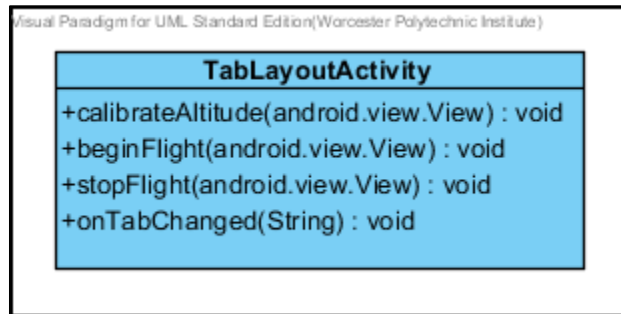 Visual Paradigm for UML Standard Edition(Worcester Polytechnic Institute)
TabLayoutActivity
+calibrateAltitude(android.view.View) : void
+beginFlight(android.view.View) : void
+stopFlight(android.view.View) : void
+onTabChanged(String) : void